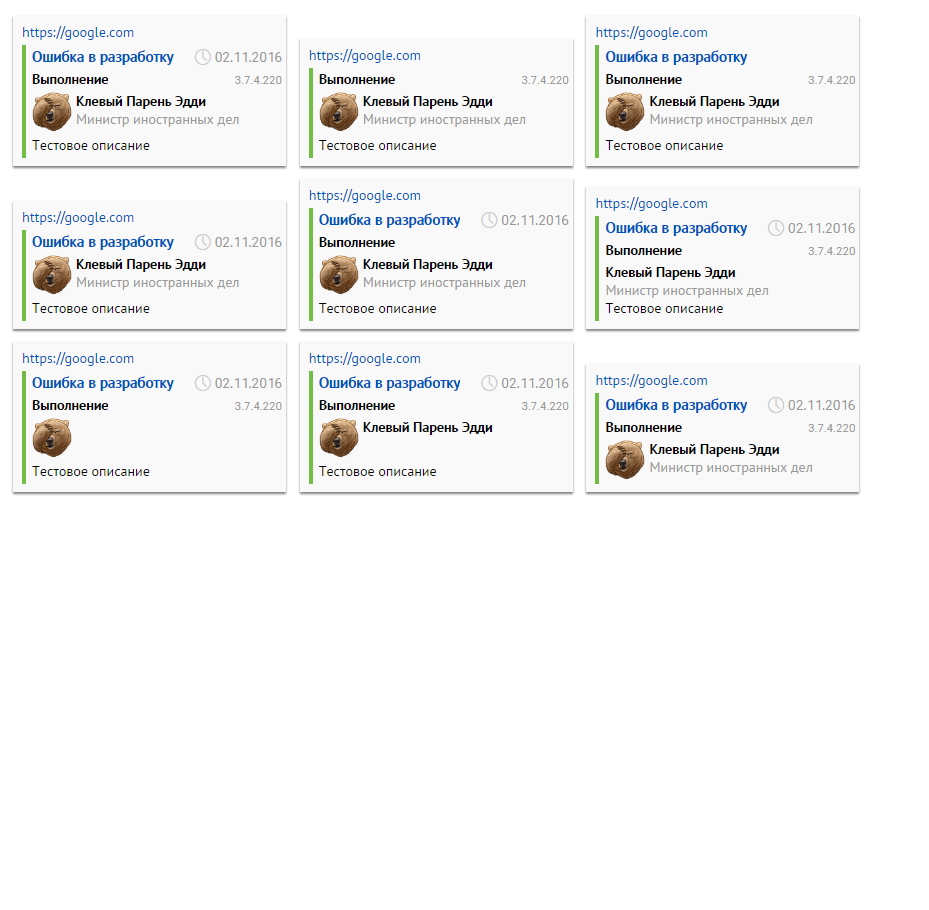 https://google.com
Ошибка в разработку 02.11.2016
Выполнение 3.7.4.220
Клевый Парень Эдди
Министр иностранных дел
Тестовое описание
https://google.com
Выполнение 3.7.4.220
Клевый Парень Эдди
Министр иностранных дел
Тестовое описание
https://google.com
Ошибка в разработку
Выполнение 3.7.4.220
Клевый Парень Эдди
Министр иностранных дел
Тестовое описание
https://google.com
Ошибка в разработку 02.11.2016
Клевый Парень Эдди
Министр иностранных дел
Тестовое описание
https://google.com
Ошибка в разработку 02.11.2016
Выполнение
Клевый Парень Эдди
Министр иностранных дел
Тестовое описание
https://google.com
Ошибка в разработку 02.11.2016
Выполнение 3.7.4.220
Клевый Парень Эдди
Министр иностранных дел
Тестовое описание
https://google.com
Ошибка в разработку 02.11.2016
Выполнение 3.7.4.220
Тестовое описание
https://google.com
Ошибка в разработку 02.11.2016
Выполнение 3.7.4.220
Клевый Парень Эдди
Тестовое описание
https://google.com
Ошибка в разработку 02.11.2016
Выполнение 3.7.4.220
Клевый Парень Эдди
Министр иностранных дел